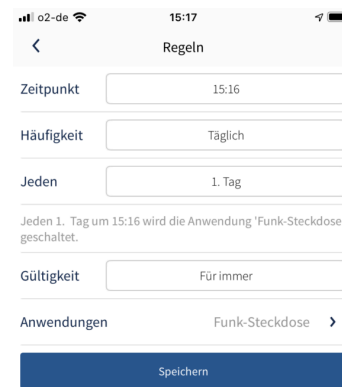 o2-de 15:17
Regeln
Zeitpunkt 15:16
Häufigkeit Täglich
Jeden 1. Tag
Jeden 1. Tag um 15:16 wird die Anwendung 'Funk-Steckdose
geschaltet.
Gültigkeit Für immer
Anwendungen Funk-Steckdose
Speichern